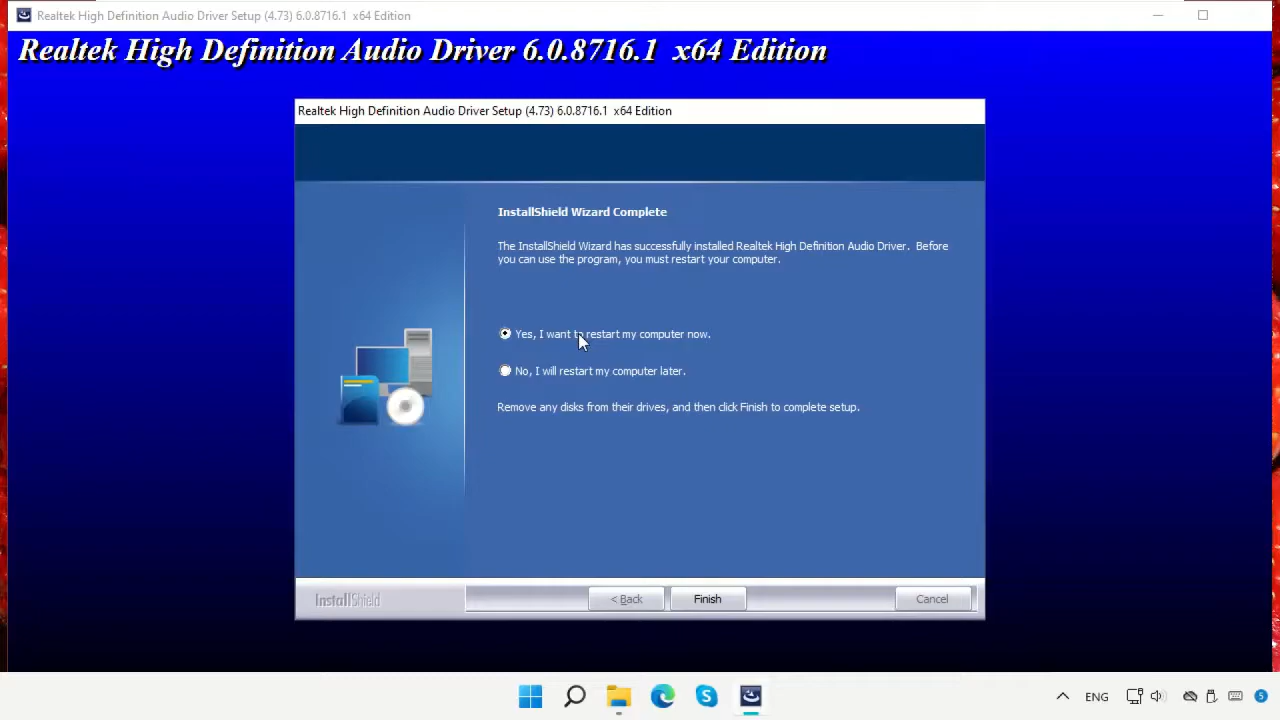 Realtek High Definition Audio Driver Setup (4.73) 6.0.8716.1 x64 Edition
Realtek High Definition Audio Driver 6.0.8716.1 x64 Edition
Realtek High Definition Audio Driver Setup (4.73) 6.0.8716.1 x64 Edition
InstallShield Wizard Complete
The InstallShield Wizard has successfully installed Realtek High Definition Audio Driver. Before
you can use the program, you must restart your computer.
Yes, I want to restart my computer now.
No, I will restart my computer later.
Remove any disks from their drives, and then click Finish to complete setup.
InstallShield
< Back
Finish
Cancel
S
ENG
5